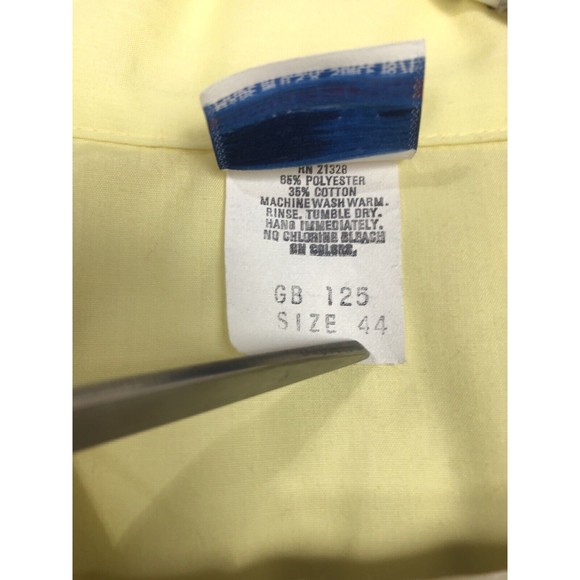 RN 21328
65% POLYESTER
35% COTTON
MACHINE WASH WARM.
RINSE. TUMBLE DRY.
HANG IMMEDIATELY.
NO CHLORINE BLEACH
ON COLORS.
GB 125
SIZE 44